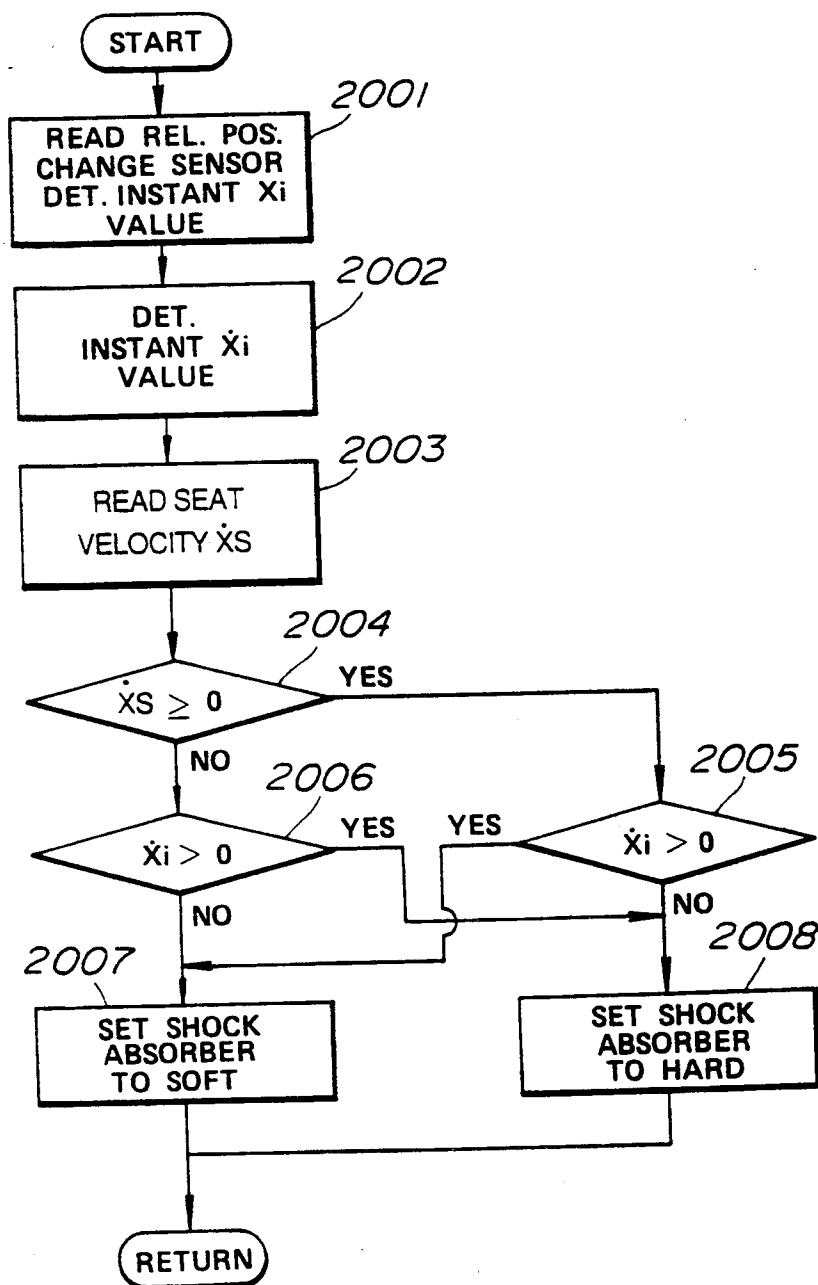 START
2001
READ REL. POS.
CHANGE SENSOR
DET. INSTANT Xi
VALUE
2002
DET.
INSTANT Ẋi
VALUE
2003
READ SEAT
VELOCITY ẊS
2004
ẊS ≥ 0
YES
NO
2005
2006
Ẋi > 0
YES
YES
Ẋi > 0
NO
NO
2007
2008
SET SHOCK
ABSORBER
TO SOFT
SET SHOCK
ABSORBER
TO HARD
RETURN